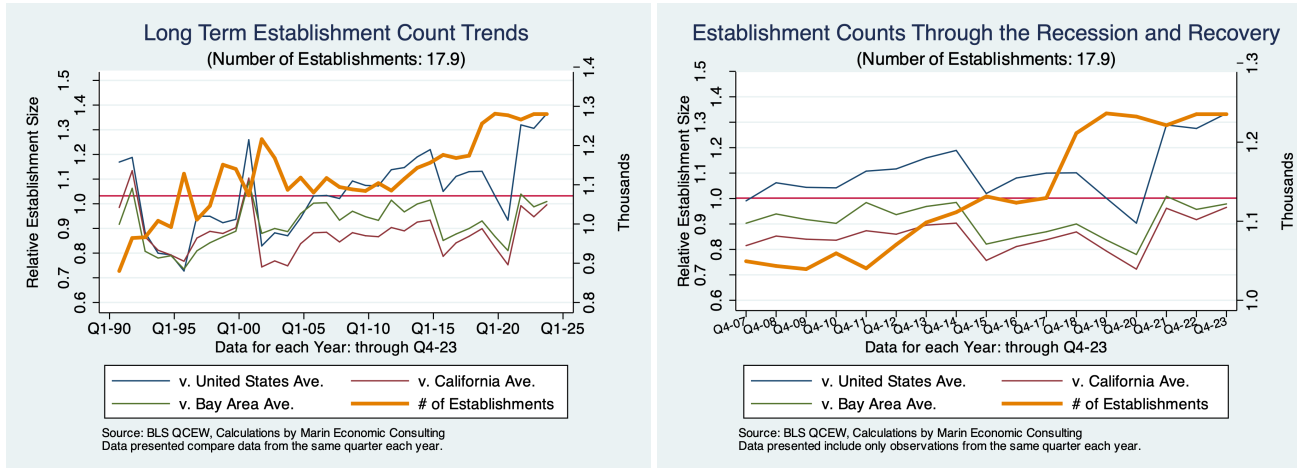 Long Term Establishment Count Trends
(Number of Establishments: 17.9)
Relative Establishment Size
1.5
1.4
1.3
1.2
1.1
1.0
0.9
0.8
0.7
0.6
1.4
1.3
1.2
1.1
1.0
0.9
0.8
Thousands
Q1-90 Q1-95 Q1-00 Q1-05 Q1-10 Q1-15 Q1-20 Q1-25
Data for each Year: through Q4-23
v. United States Ave. v. California Ave.
v. Bay Area Ave. # of Establishments
Source: BLS QCEW, Calculations by Marin Economic Consulting
Data presented compare data from the same quarter each year.
Establishment Counts Through the Recession and Recovery
(Number of Establishments: 17.9)
Relative Establishment Size
1.5
1.4
1.3
1.2
1.1
1.0
0.9
0.8
0.7
0.6
1.3
1.2
1.1
1.0
Thousands
Q4-07 Q4-08 Q4-09 Q4-10 Q4-11 Q4-12 Q4-13 Q4-14 Q4-15 Q4-16 Q4-17 Q4-18 Q4-19 Q4-20 Q4-21 Q4-22 Q4-23
Data for each Year: through Q4-23
v. United States Ave. v. California Ave.
v. Bay Area Ave. # of Establishments
Source: BLS QCEW, Calculations by Marin Economic Consulting
Data presented include only observations from the same quarter each year.